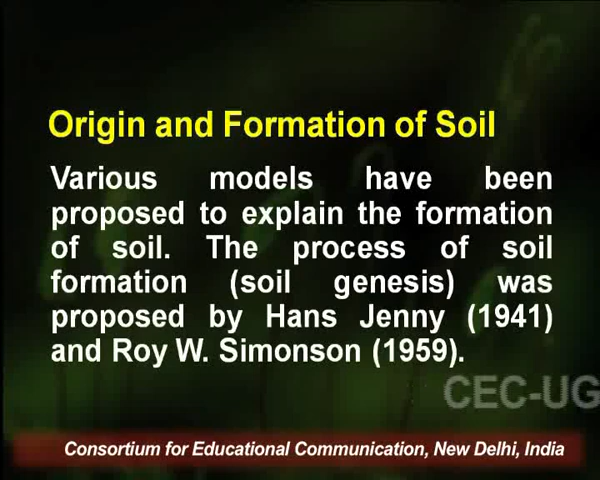 Origin and Formation of Soil
Various models have been
proposed to explain the formation
of soil. The process of soil
formation (soil genesis) was
proposed by Hans Jenny (1941)
and Roy W. Simonson (1959).
CEC-UG
Consortium for Educational Communication, New Delhi, India